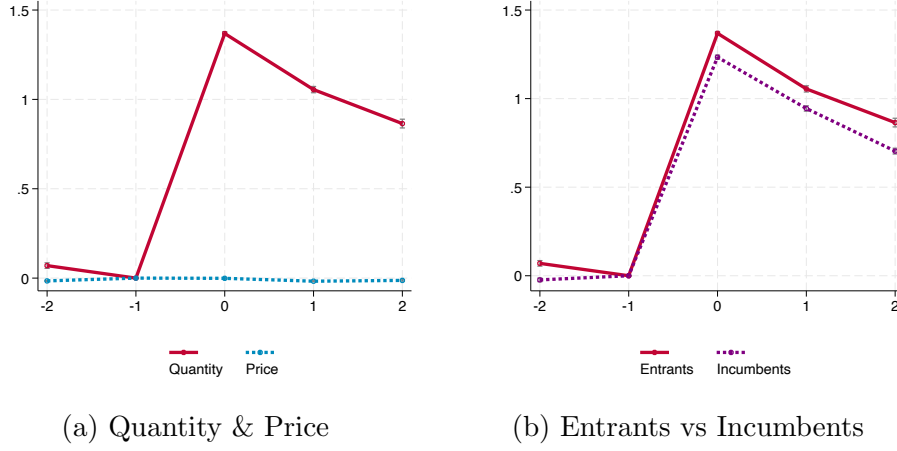 1.5
1
.5
0
-2 -1 0 1 2
Quantity Price
(a) Quantity & Price
1.5
1
.5
0
-2 -1 0 1 2
Entrants Incumbents
(b) Entrants vs Incumbents